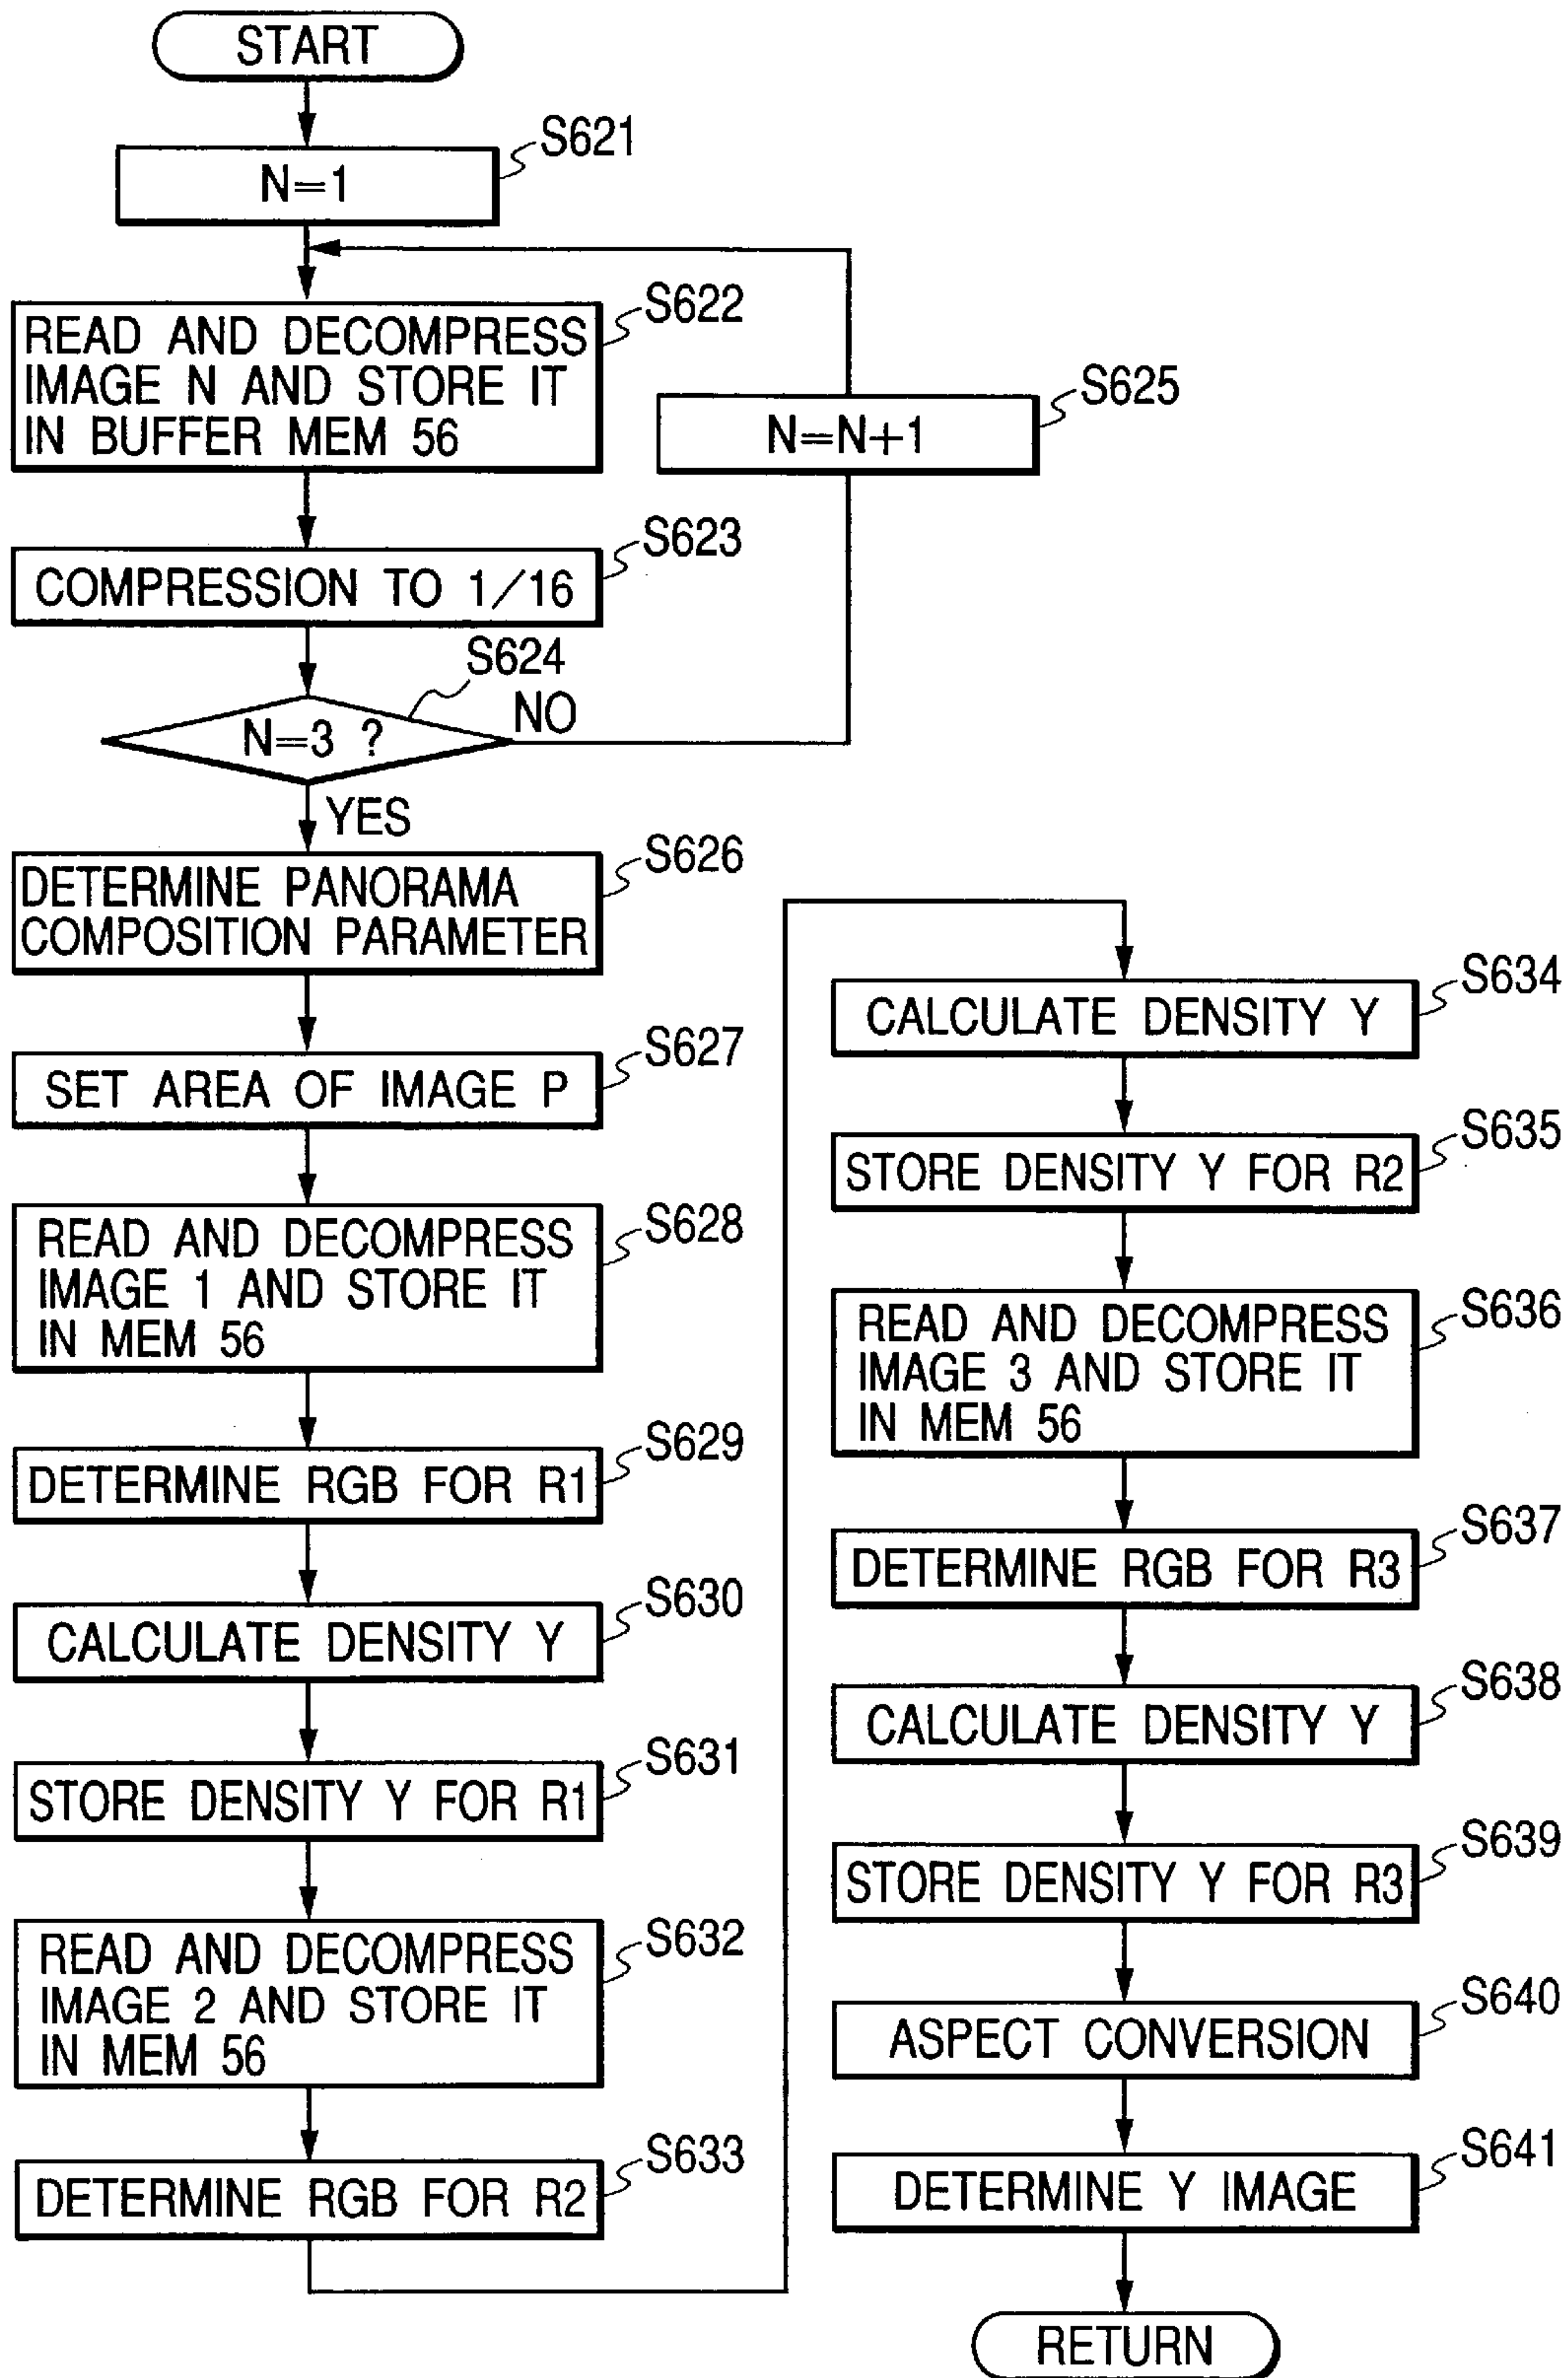 START
S621
N=1
S622
READ AND DECOMPRESS
IMAGE N AND STORE IT
IN BUFFER MEM 56
S625
N=N+1
S623
COMPRESSION TO 1/16
S624
N=3 ?
NO
YES
S626
DETERMINE PANORAMA
COMPOSITION PARAMETER
S627
SET AREA OF IMAGE P
S628
READ AND DECOMPRESS
IMAGE 1 AND STORE IT
IN MEM 56
S629
DETERMINE RGB FOR R1
S630
CALCULATE DENSITY Y
S631
STORE DENSITY Y FOR R1
S632
READ AND DECOMPRESS
IMAGE 2 AND STORE IT
IN MEM 56
S633
DETERMINE RGB FOR R2
S634
CALCULATE DENSITY Y
S635
STORE DENSITY Y FOR R2
S636
READ AND DECOMPRESS
IMAGE 3 AND STORE IT
IN MEM 56
S637
DETERMINE RGB FOR R3
S638
CALCULATE DENSITY Y
S639
STORE DENSITY Y FOR R3
S640
ASPECT CONVERSION
S641
DETERMINE Y IMAGE
RETURN